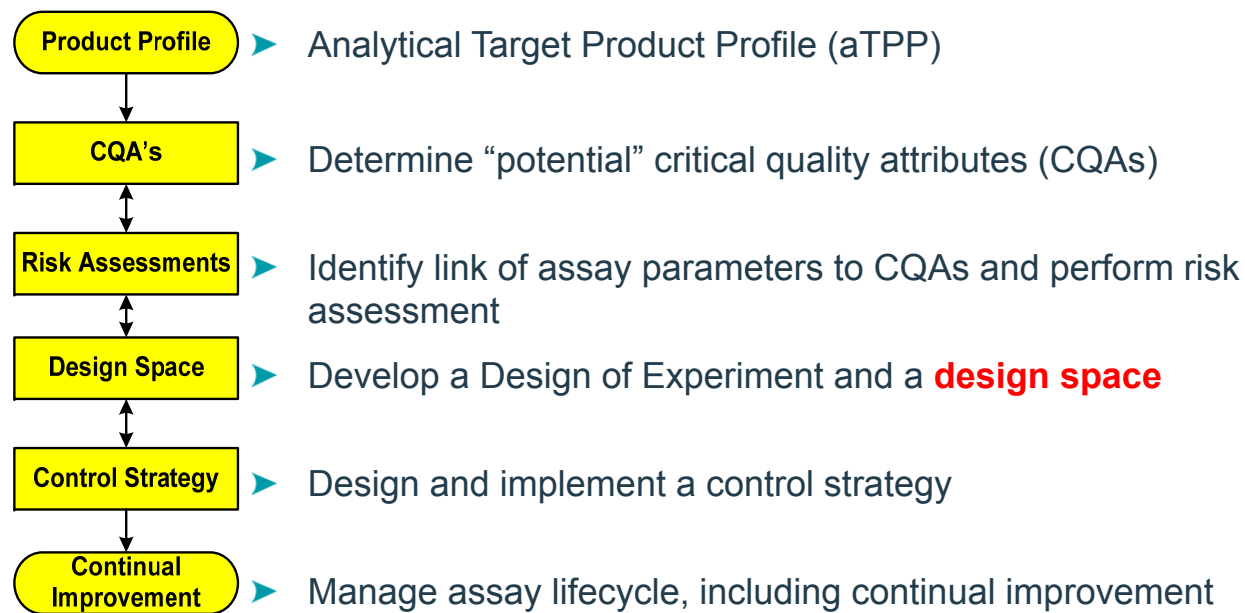 Product Profile
➤ Analytical Target Product Profile (aTPP)
CQA's
➤ Determine “potential” critical quality attributes (CQAs)
Risk Assessments
➤ Identify link of assay parameters to CQAs and perform risk
assessment
Design Space
➤ Develop a Design of Experiment and a design space
Control Strategy
➤ Design and implement a control strategy
Continual
Improvement
➤ Manage assay lifecycle, including continual improvement